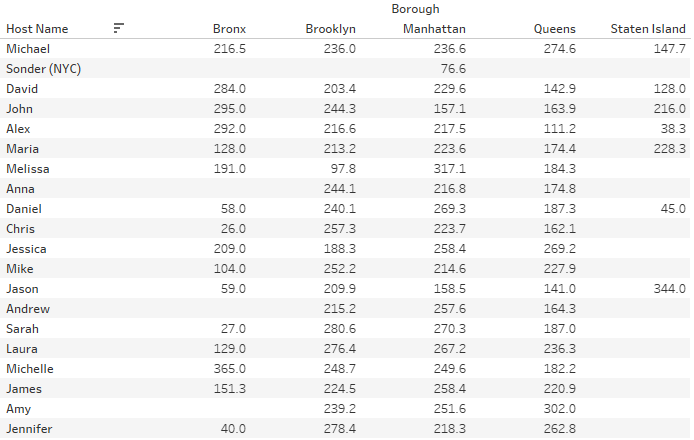 Borough
Host Name Bronx Brooklyn Manhattan Queens Staten Island
Michael 216.5 236.0 236.6 274.6 147.7
Sonder (NYC) 76.6
David 284.0 203.4 229.6 142.9 128.0
John 295.0 244.3 157.1 163.9 216.0
Alex 292.0 216.6 217.5 111.2 38.3
Maria 128.0 213.2 223.6 174.4 228.3
Melissa 191.0 97.8 317.1 184.3
Anna 244.1 216.8 174.8
Daniel 58.0 240.1 269.3 187.3 45.0
Chris 26.0 257.3 223.7 162.1
Jessica 209.0 188.3 258.4 269.2
Mike 104.0 252.2 214.6 227.9
Jason 59.0 209.9 158.5 141.0 344.0
Andrew 215.2 257.6 164.3
Sarah 27.0 280.6 270.3 187.0
Laura 129.0 276.4 267.2 236.3
Michelle 365.0 248.7 249.6 182.2
James 151.3 224.5 258.4 220.9
Amy 239.2 251.6 302.0
Jennifer 40.0 278.4 218.3 262.8